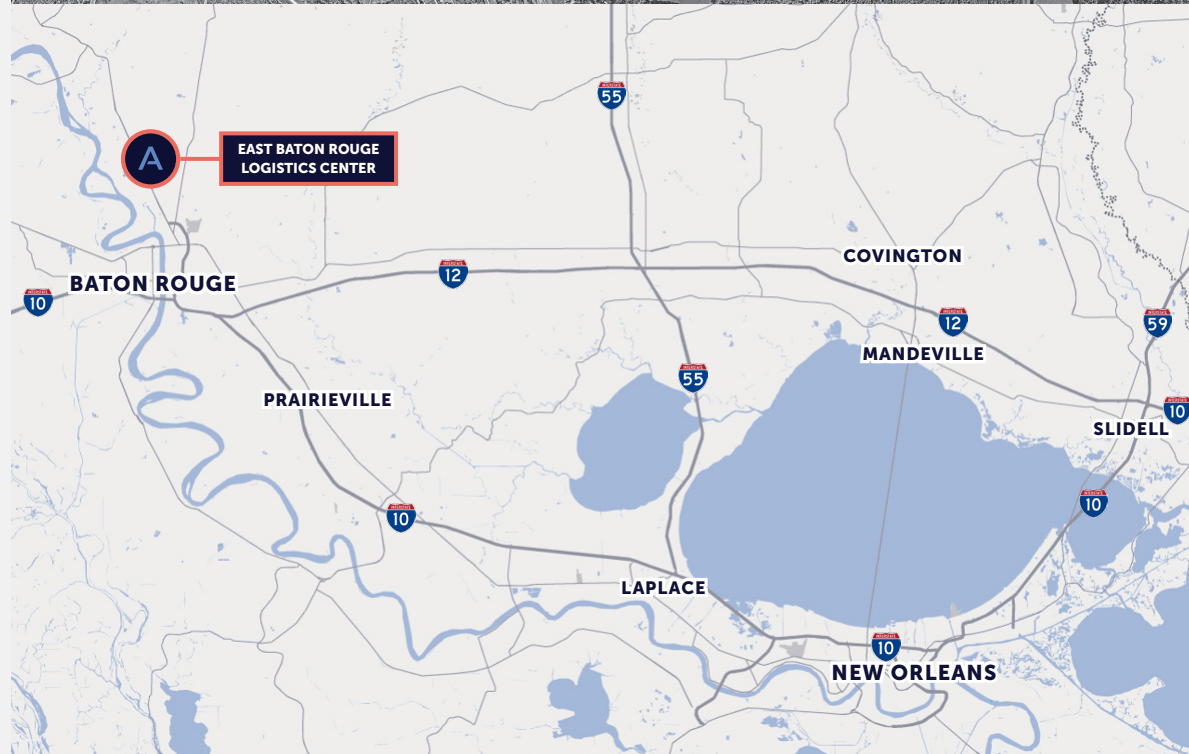 55
A
EAST BATON ROUGE
LOGISTICS CENTER
COVINGTON
12
BATON ROUGE
10
12
59
MANDEVILLE
55
PRAIRIEVILLE
10
SLIDELL
10
10
LAPLACE
10
NEW ORLEANS